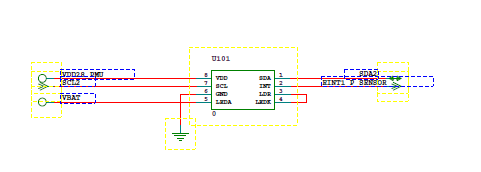 U101
VDD28_PMU
8 VDD SDA 1 SDA2
SCL2 7 SCL INT 2 EINT1_P_SENSOR
6 GND LDR 3
VBAT 5 LEDA LEDK 4
0